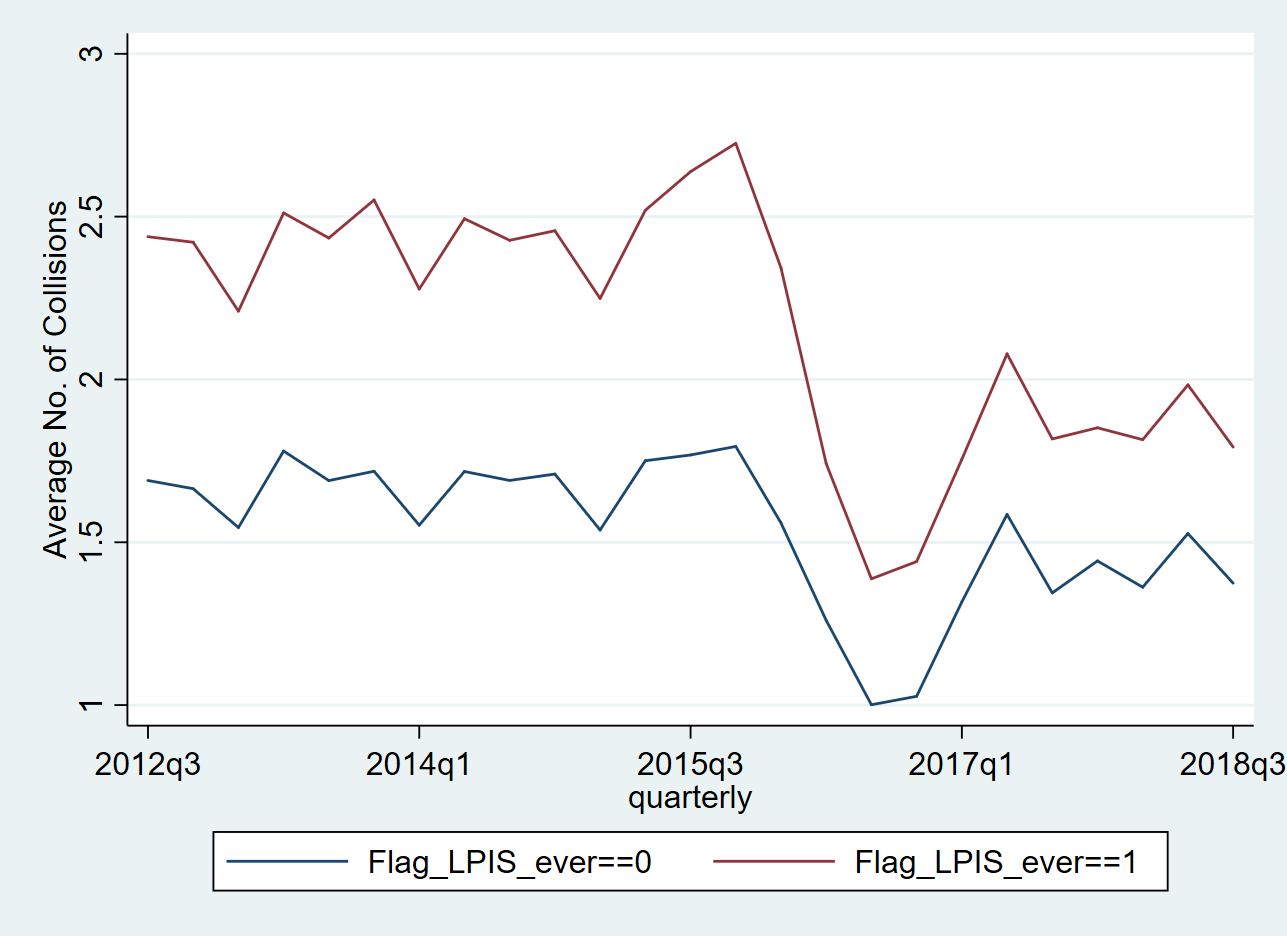 3
2.5
2
1.5
1
Average No. of Collisions
2012q3 2014q1 2015q3 2017q1 2018q3
quarterly
Flag_LPIS_ever==0 Flag_LPIS_ever==1